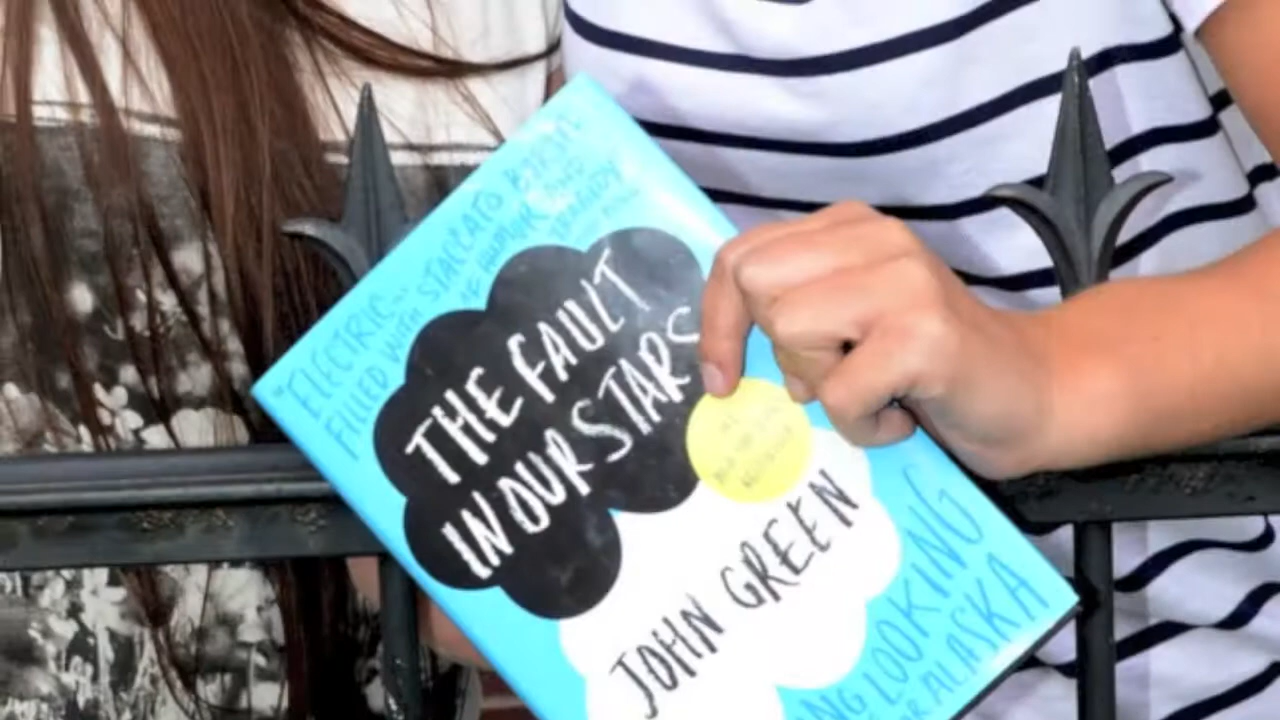 "ELECTRIC...
FILLED WITH STACCATO BURSTS
OF HUMOR AND
TRAGEDY"
THE FAULT
IN OUR STARS
JOHN GREEN
LOOKING
ALASKA